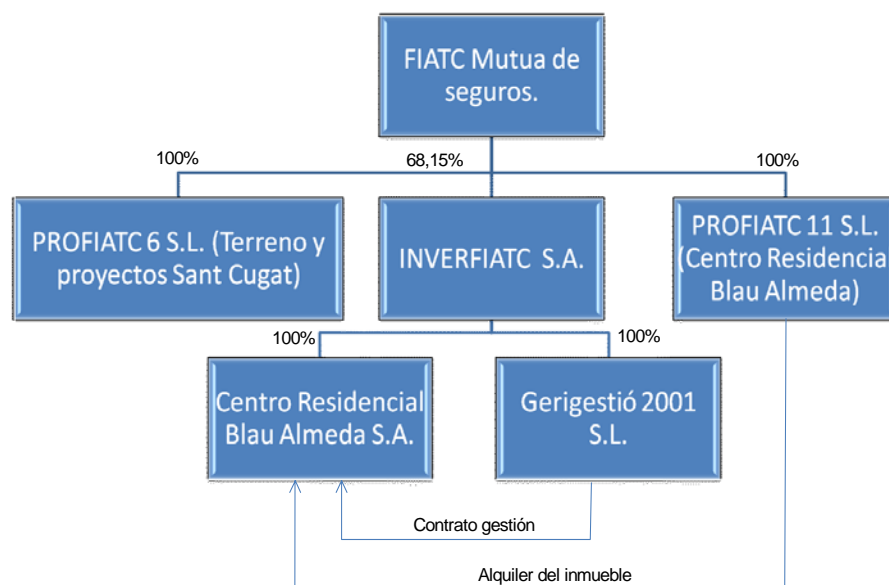 FIATC Mutua de
seguros.
100%
68,15%
100%
PROFIATC 6 S.L. (Terreno y
proyectos Sant Cugat)
INVERFIATC S.A.
PROFIATC 11 S.L.
(Centro Residencial
Blau Almeda)
100%
100%
Centro Residencial
Blau Almeda S.A.
Gerigestió 2001
S.L.
Contrato gestión
Alquiler del inmueble